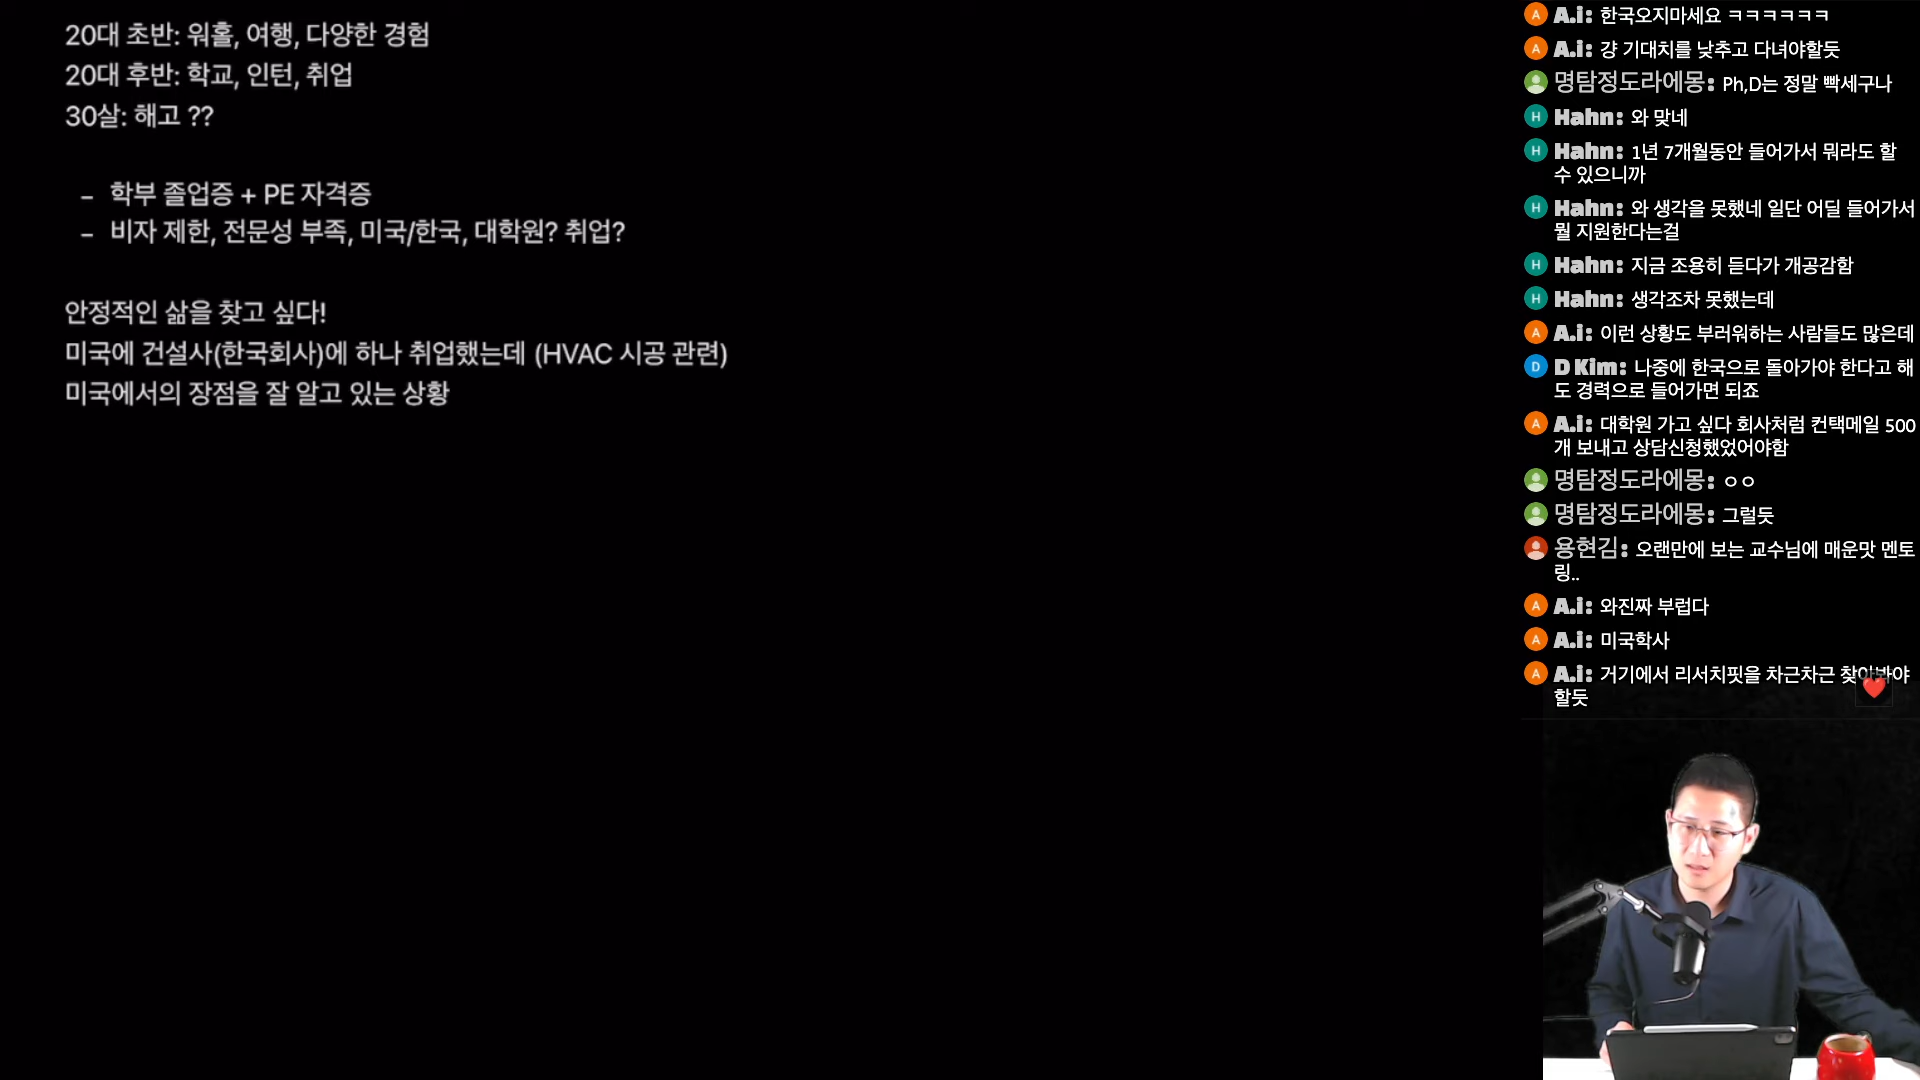 20대 초반: 워홀, 여행, 다양한 경험
20대 후반: 학교, 인턴, 취업
30살: 해고 ??
- 학부 졸업증 + PE 자격증
- 비자 제한, 전문성 부족, 미국/한국, 대학원? 취업?
안정적인 삶을 찾고 싶다!
미국에 건설사(한국회사)에 하나 취업했는데 (HVAC 시공 관련)
미국에서의 장점을 잘 알고 있는 상황
A A.i: 한국오지마세요 ㅋㅋㅋㅋㅋㅋ
A A.i: 걍 기대치를 낮추고 다녀야할듯
명탐정도라에몽: Ph,D는 정말 빡세구나
H Hahn: 와 맞네
H Hahn: 1년 7개월동안 들어가서 뭐라도 할
수 있으니까
H Hahn: 와 생각을 못했네 일단 어딜 들어가서
뭘 지원한다는걸
H Hahn: 지금 조용히 듣다가 개공감함
H Hahn: 생각조차 못했는데
A A.i: 이런 상황도 부러워하는 사람들도 많은데
D D Kim: 나중에 한국으로 돌아가야 한다고 해
도 경력으로 들어가면 되죠
A A.i: 대학원 가고 싶다 회사처럼 컨택메일 500
개 보내고 상담신청했었어야함
명탐정도라에몽: ㅇㅇ
명탐정도라에몽: 그럴듯
용현김: 오랜만에 보는 교수님에 매운맛 멘토
링..
A A.i: 와진짜 부럽다
A A.i: 미국학사
A A.i: 거기에서 리서치핏을 차근차근 찾아봐야
할듯